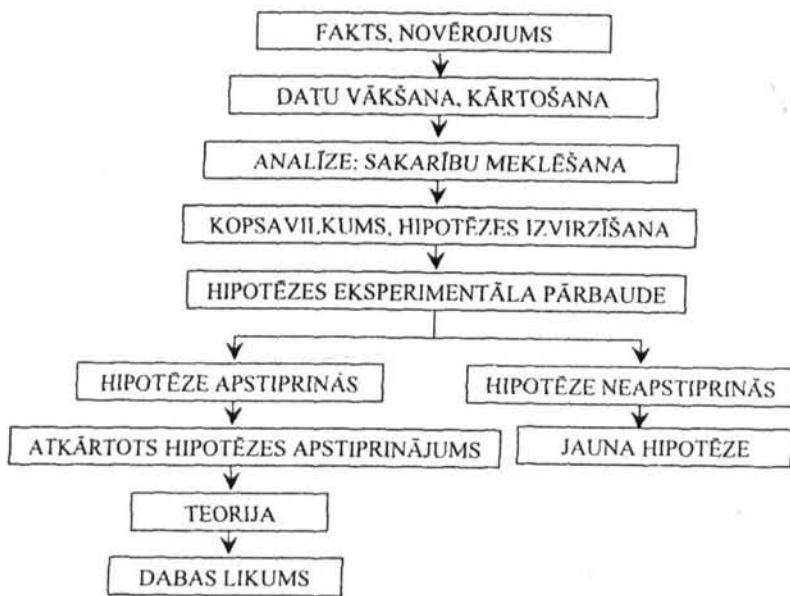 FAKTS, NOVĒROJUMS
DATU VĀKŠANA, KĀRTOŠANA
ANALĪZE: SAKARĪBU MEKLĒŠANA
KOPSAVILKUMS, HIPOTĒZES IZVIRZĪŠANA
HIPOTĒZES EKSPERIMENTĀLA PĀRBAUDE
HIPOTĒZE APSTIPRINĀS
HIPOTĒZE NEAPSTIPRINĀS
ATKĀRTOTS HIPOTĒZES APSTIPRINĀJUMS
JAUNA HIPOTĒZE
TEORIJA
DABAS LIKUMS